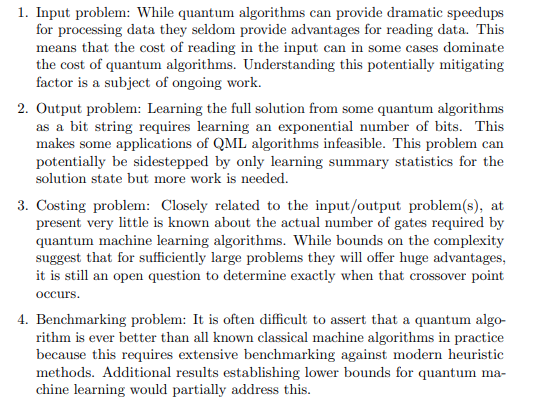 1. Input problem: While quantum algorithms can provide dramatic speedups
for processing data they seldom provide advantages for reading data. This
means that the cost of reading in the input can in some cases dominate
the cost of quantum algorithms. Understanding this potentially mitigating
factor is a subject of ongoing work.
2. Output problem: Learning the full solution from some quantum algorithms
as a bit string requires learning an exponential number of bits. This
makes some applications of QML algorithms infeasible. This problem can
potentially be sidestepped by only learning summary statistics for the
solution state but more work is needed.
3. Costing problem: Closely related to the input/output problem(s), at
present very little is known about the actual number of gates required by
quantum machine learning algorithms. While bounds on the complexity
suggest that for sufficiently large problems they will offer huge advantages,
it is still an open question to determine exactly when that crossover point
occurs.
4. Benchmarking problem: It is often difficult to assert that a quantum algo-
rithm is ever better than all known classical machine algorithms in practice
because this requires extensive benchmarking against modern heuristic
methods. Additional results establishing lower bounds for quantum ma-
chine learning would partially address this.